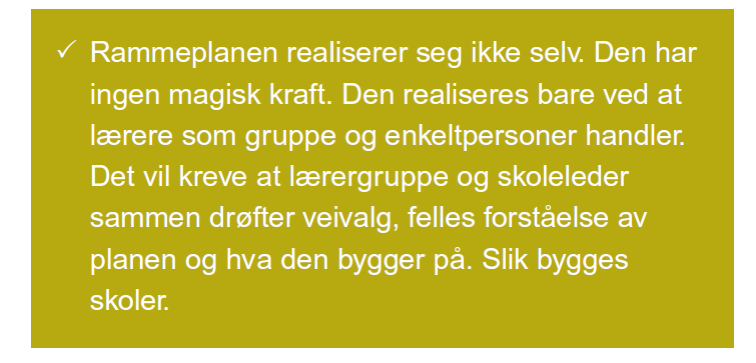 ✓ Rammeplanen realiserer seg ikke selv. Den har
ingen magisk kraft. Den realiseres bare ved at
lærere som gruppe og enkeltpersoner handler.
Det vil kreve at lærergruppe og skoleleder
sammen drøfter veivalg, felles forståelse av
planen og hva den bygger på. Slik bygges
skoler.